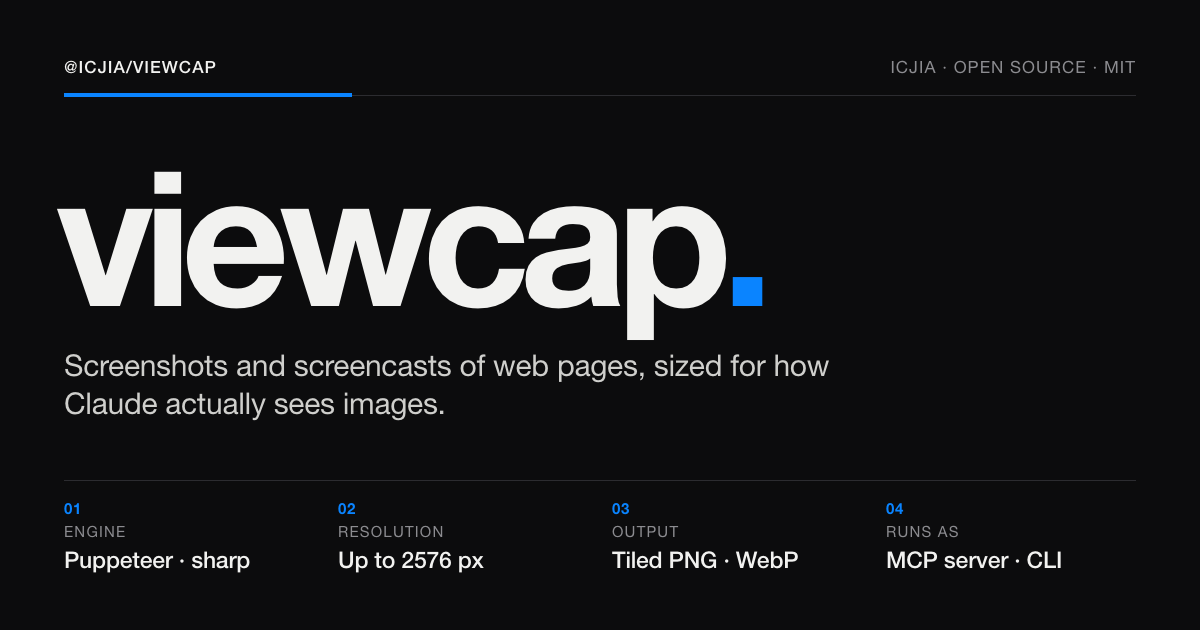 @ICJIA/VIEWCAP
ICJIA · OPEN SOURCE · MIT
viewcap.
Screenshots and screencasts of web pages, sized for how
Claude actually sees images.
01
ENGINE
Puppeteer · sharp
02
RESOLUTION
Up to 2576 px
03
OUTPUT
Tiled PNG · WebP
04
RUNS AS
MCP server · CLI